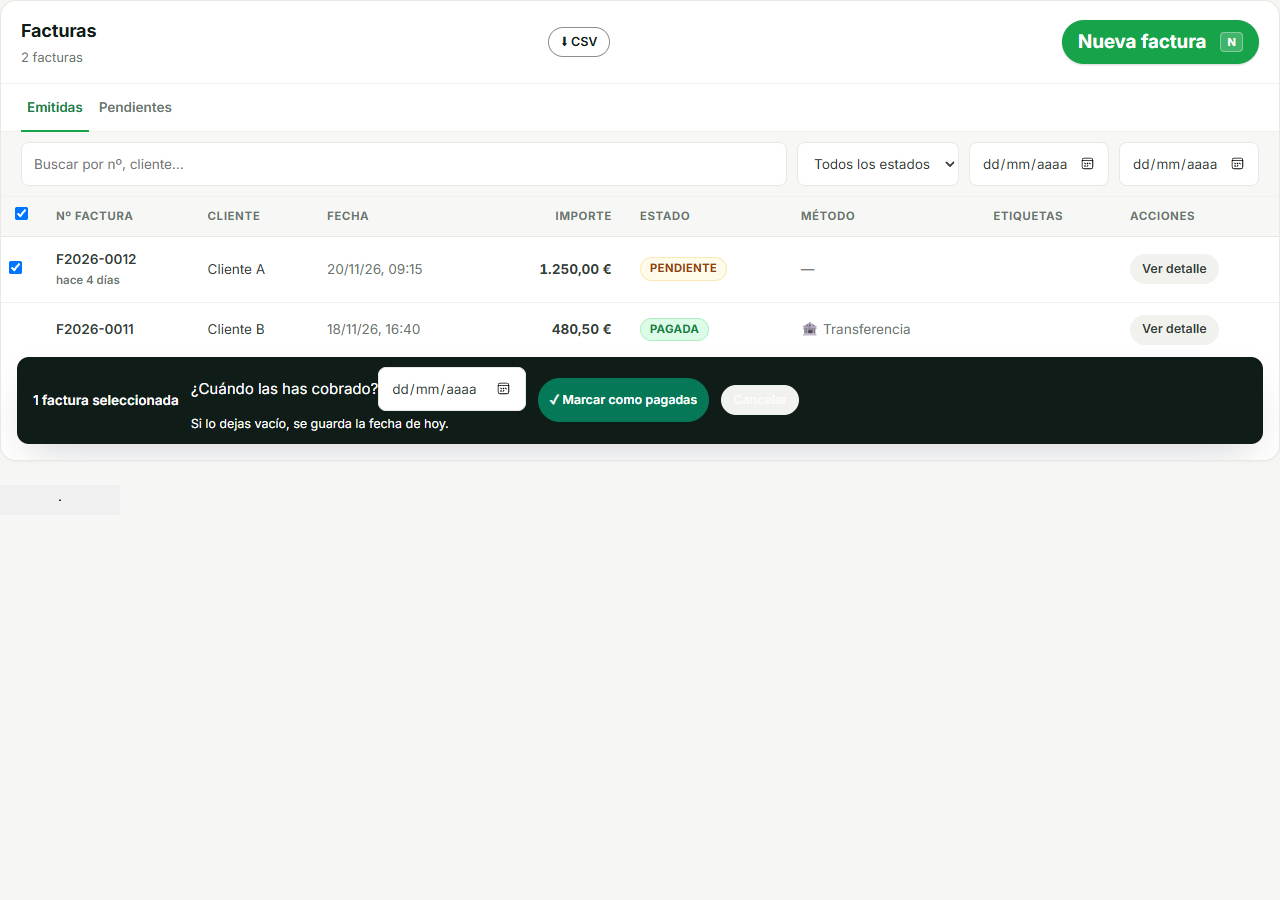 Facturas
2 facturas
⬇ CSV
Nueva factura N
Emitidas Pendientes
Buscar por nº, cliente...
Todos los estados
dd/mm/aaaa
dd/mm/aaaa
Nº FACTURA CLIENTE FECHA IMPORTE ESTADO MÉTODO ETIQUETAS ACCIONES
F2026-0012 Cliente A 20/11/26, 09:15 1.250,00 € PENDIENTE — Ver detalle
hace 4 días
F2026-0011 Cliente B 18/11/26, 16:40 480,50 € PAGADA Transferencia Ver detalle
1 factura seleccionada
¿Cuándo las has cobrado? dd/mm/aaaa
Si lo dejas vacío, se guarda la fecha de hoy.
✓ Marcar como pagadas
Cancelar
.